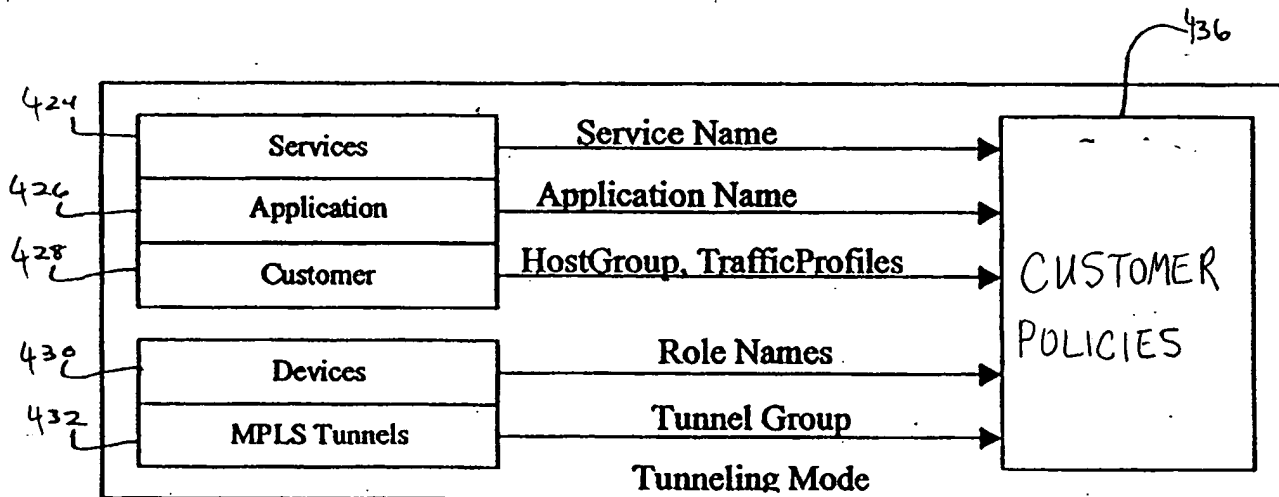 436
424
Services
Service Name
426
Application
Application Name
428
Customer
HostGroup, TrafficProfiles
CUSTOMER
POLICIES
430
Devices
Role Names
432
MPLS Tunnels
Tunnel Group
Tunneling Mode